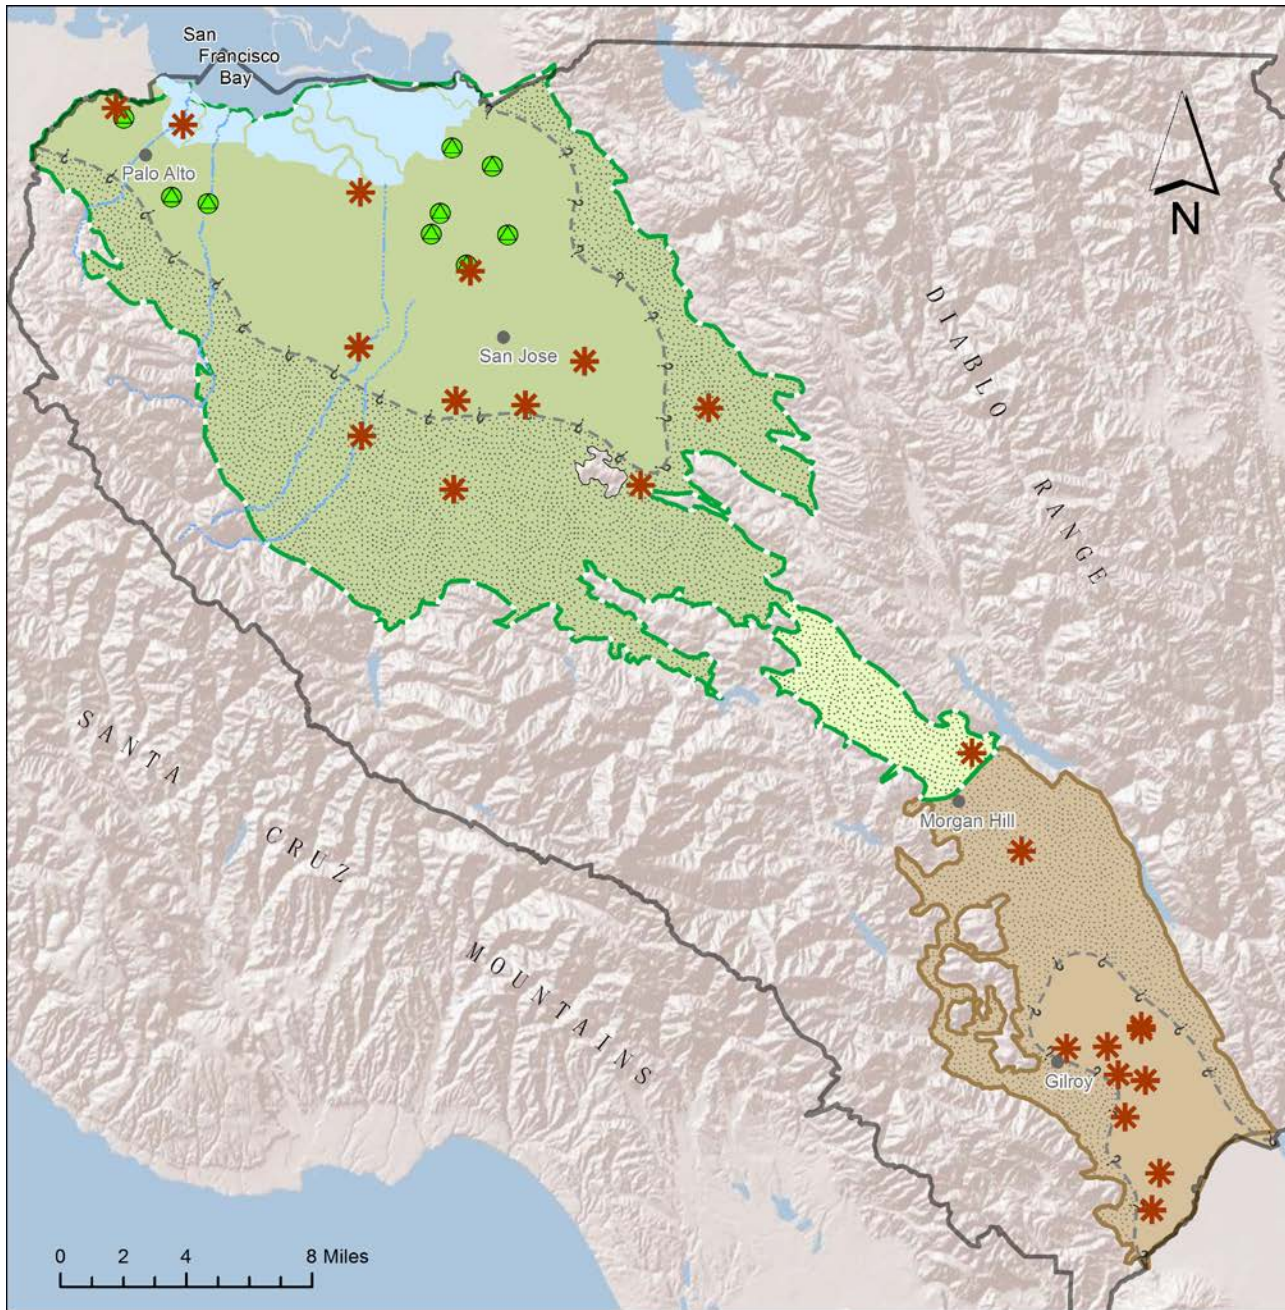 San
Francisco
Bay
Palo Alto
N
DIABLO
San Jose
RANGE
SANTA
Morgan Hill
CRUZ
MOUNTAINS
Gilroy
0 2 4 8 Miles